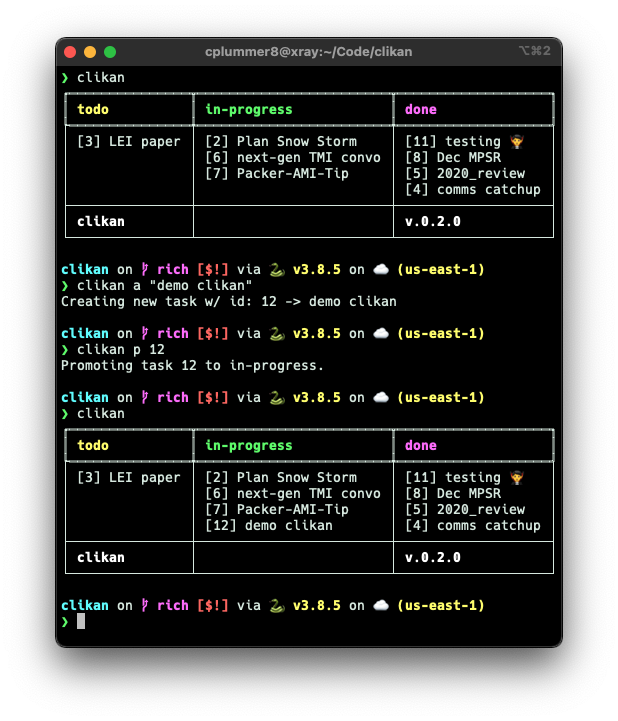 cplummer8@xray:~/Code/clikan
⌥⌘2
❯ clikan
todo in-progress done
[3] LEI paper [2] Plan Snow Storm [11] testing
[6] next-gen TMI convo [8] Dec MPSR
[7] Packer-AMI-Tip [5] 2020_review
[4] comms catchup
clikan v.0.2.0
clikan on rich [$!] via 🐍 v3.8.5 on ☁️ (us-east-1)
❯ clikan a "demo clikan"
Creating new task w/ id: 12 -> demo clikan
clikan on rich [$!] via 🐍 v3.8.5 on ☁️ (us-east-1)
❯ clikan p 12
Promoting task 12 to in-progress.
clikan on rich [$!] via 🐍 v3.8.5 on ☁️ (us-east-1)
❯ clikan
todo in-progress done
[3] LEI paper [2] Plan Snow Storm [11] testing
[6] next-gen TMI convo [8] Dec MPSR
[7] Packer-AMI-Tip [5] 2020_review
[12] demo clikan [4] comms catchup
clikan v.0.2.0
clikan on rich [$!] via 🐍 v3.8.5 on ☁️ (us-east-1)
❯